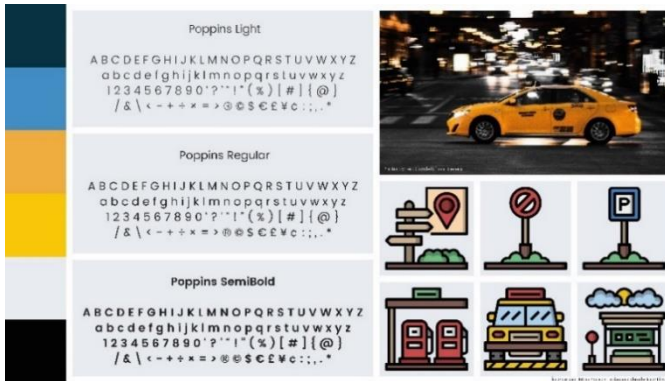 Poppins Light
ABCDEFGHIJKLMNOPQRSTUVWXYZ
abcdefghijklmnopqrstuvwxyz
1234567890'?'"!"(%)[#]{@}
/&\<-+÷×=>®©$€£¥¢:;,.*
Poppins Regular
ABCDEFGHIJKLMNOPQRSTUVWXYZ
abcdefghijklmnopqrstuvwxyz
1234567890'?'"!"(%)[#]{@}
/&\<-+÷×=>®©$€£¥¢:;,.*
Poppins SemiBold
ABCDEFGHIJKLMNOPQRSTUVWXYZ
abcdefghijklmnopqrstuvwxyz
1234567890'?'"!"(%)[#]{@}
/&\<-+÷×=>®©$€£¥¢:;,.*
P